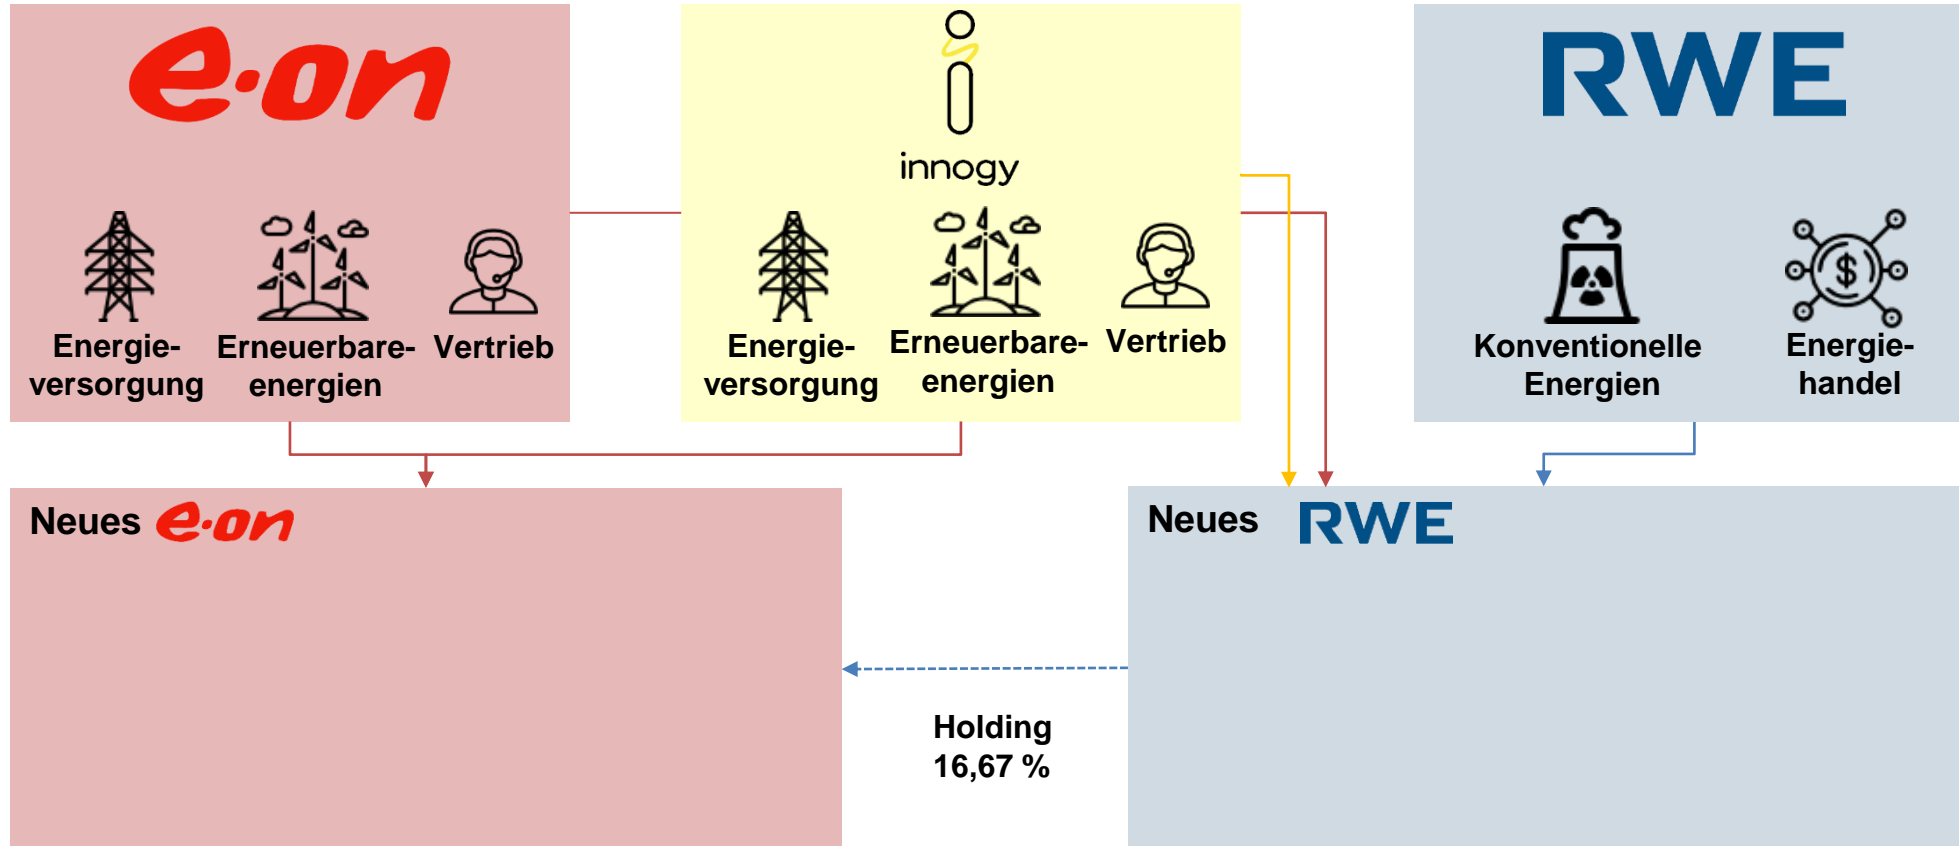 e·on
innogy
RWE
Energie-
versorgung
Erneuerbare-
energien
Vertrieb
Energie-
versorgung
Erneuerbare-
energien
Vertrieb
Konventionelle
Energien
$
Energie-
handel
Neues e·on
Neues RWE
Holding
16,67 %